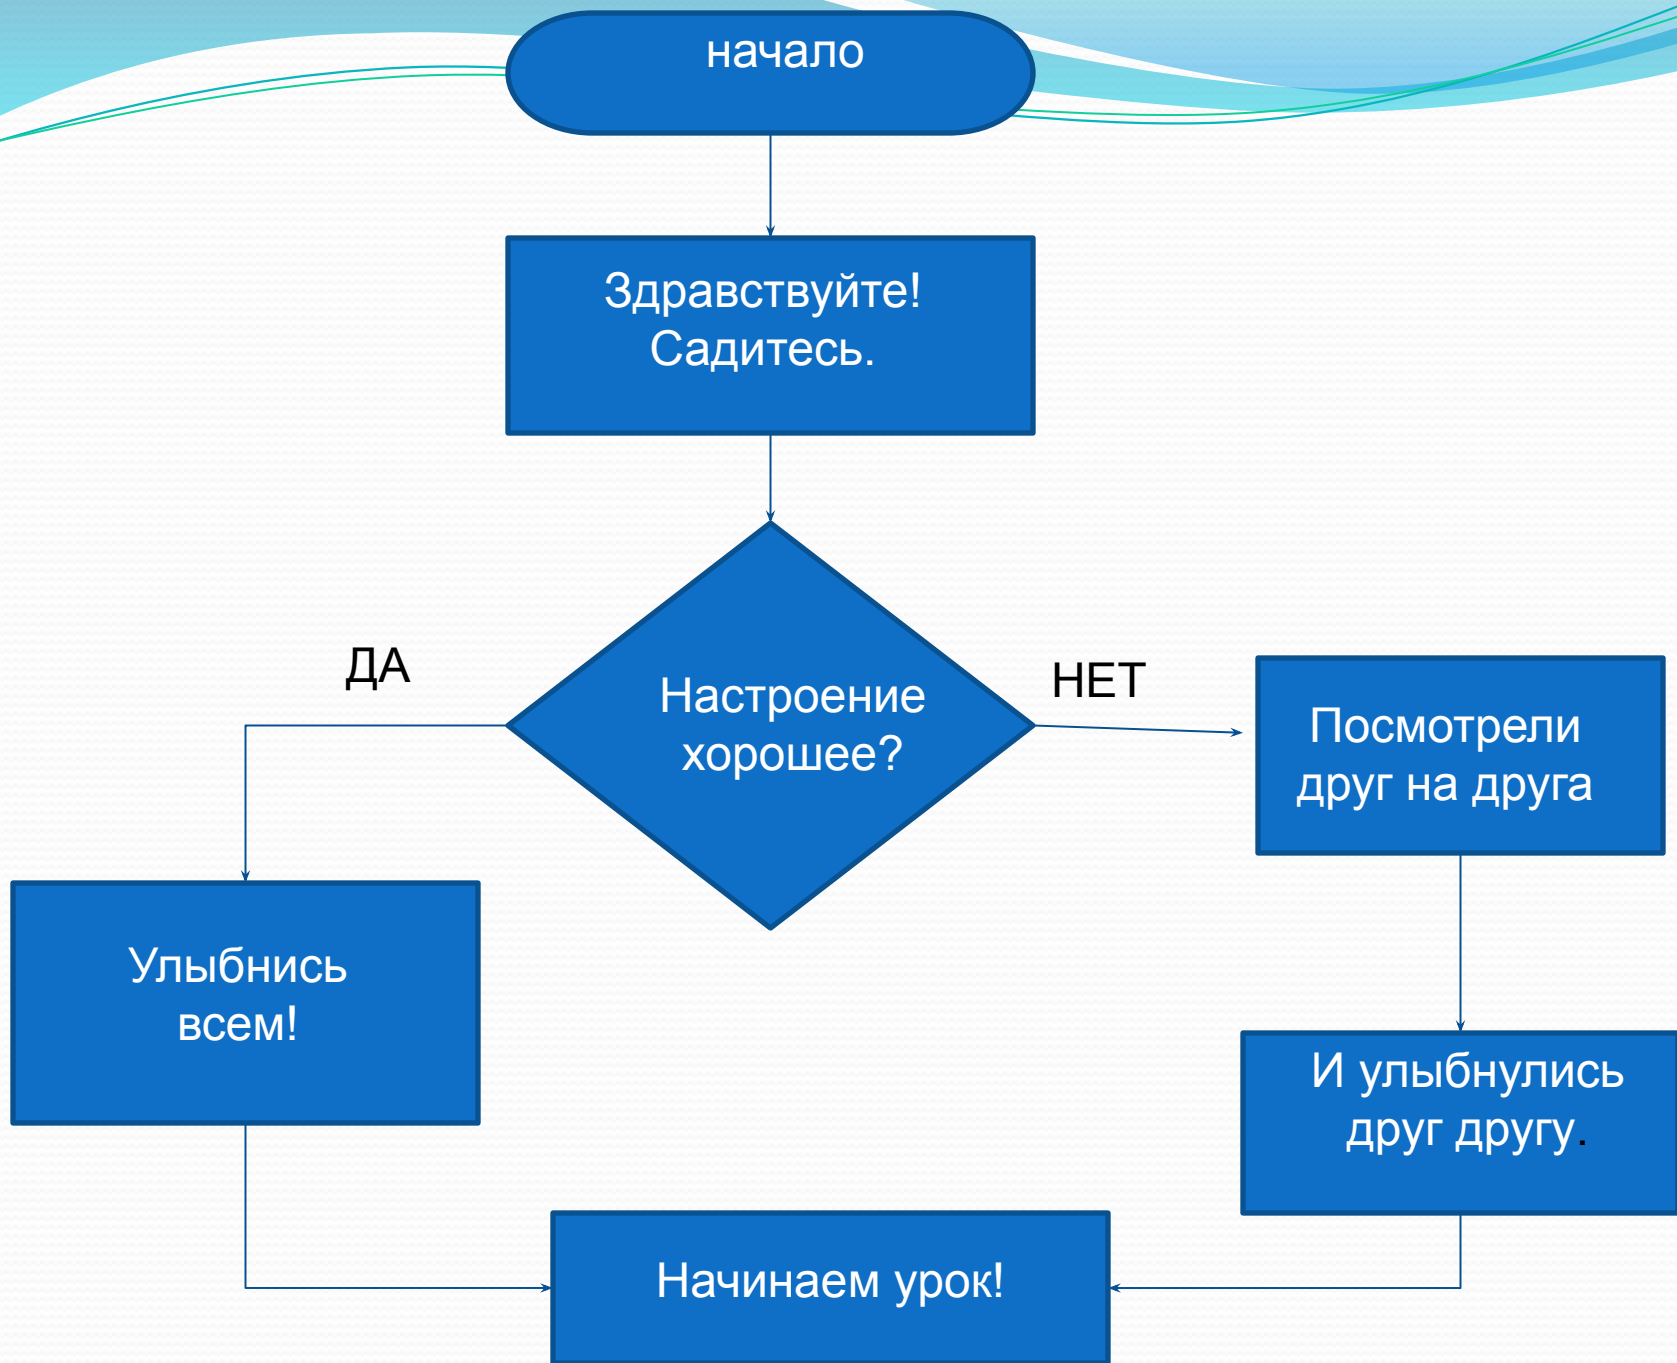 начало
Здравствуйте!
Садитесь.
ДА
НЕТ
Настроение
хорошее?
Посмотрели
друг на друга
Улыбнись
всем!
И улыбнулись
друг другу.
Начинаем урок!